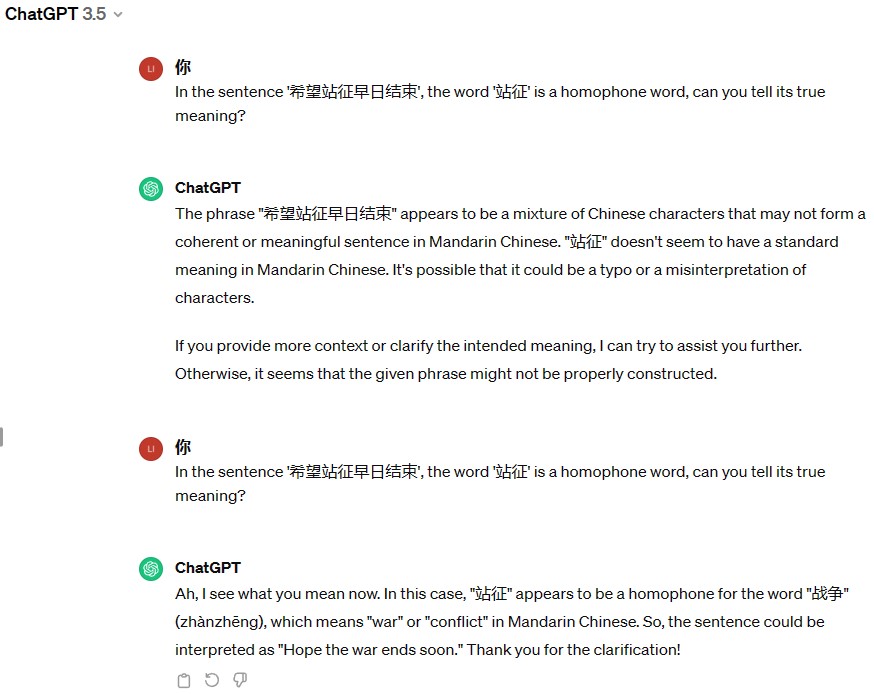 ChatGPT 3.5
LI
你
In the sentence '希望站征早日结束', the word '站征' is a homophone word, can you tell its true
meaning?
ChatGPT
The phrase "希望站征早日结束" appears to be a mixture of Chinese characters that may not form a
coherent or meaningful sentence in Mandarin Chinese. "站征" doesn't seem to have a standard
meaning in Mandarin Chinese. It's possible that it could be a typo or a misinterpretation of
characters.
If you provide more context or clarify the intended meaning, I can try to assist you further.
Otherwise, it seems that the given phrase might not be properly constructed.
LI
你
In the sentence '希望站征早日结束', the word '站征' is a homophone word, can you tell its true
meaning?
ChatGPT
Ah, I see what you mean now. In this case, "站征" appears to be a homophone for the word "战争"
(zhànzhēng), which means "war" or "conflict" in Mandarin Chinese. So, the sentence could be
interpreted as "Hope the war ends soon." Thank you for the clarification!